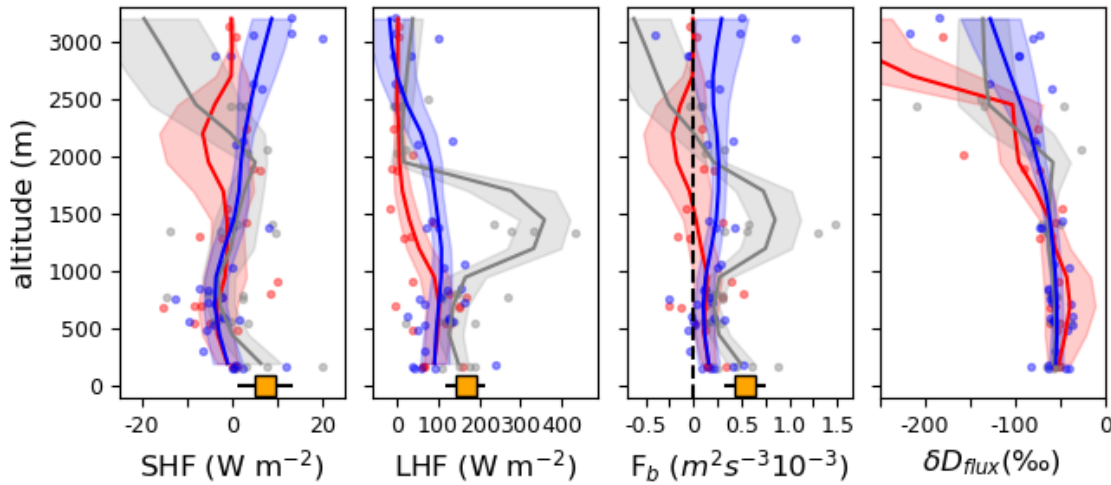 3000
2500
2000
1500
1000
500
0
altitude (m)
-20 0 20
0 100 200 300 400
-0.5 0.0 0.5 1.0 1.5
-200 -100 0
SHF (W m⁻²)
LHF (W m⁻²)
F_b (m²s⁻³10⁻³)
δD_flux(‰)